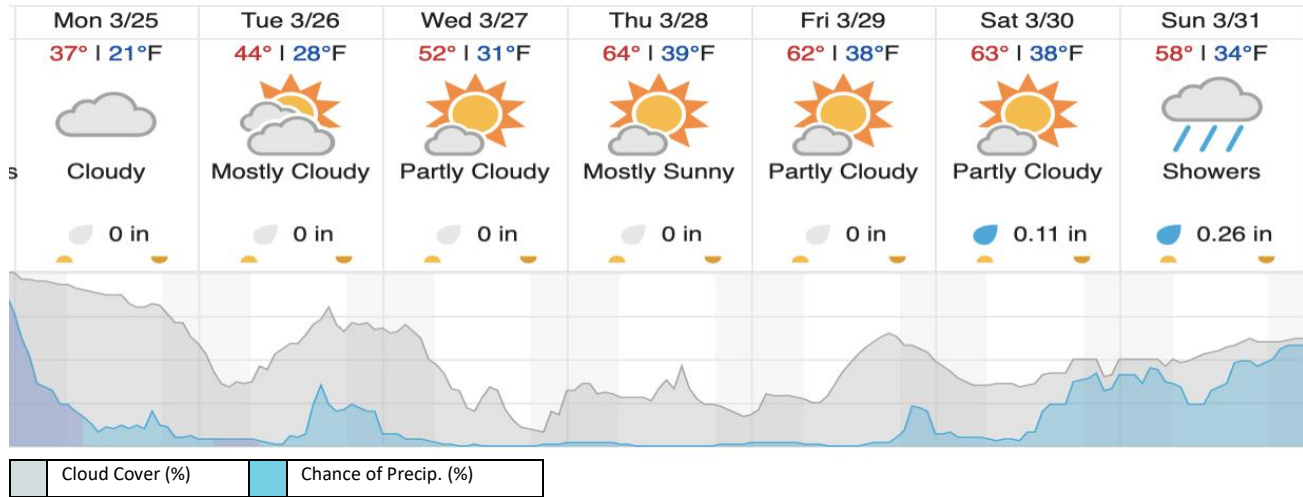 Mon 3/25 Tue 3/26 Wed 3/27 Thu 3/28 Fri 3/29 Sat 3/30 Sun 3/31
37° | 21°F 44° | 28°F 52° | 31°F 64° | 39°F 62° | 38°F 63° | 38°F 58° | 34°F
s Cloudy Mostly Cloudy Partly Cloudy Mostly Sunny Partly Cloudy Partly Cloudy Showers
0 in 0 in 0 in 0 in 0 in 0.11 in 0.26 in
Cloud Cover (%) Chance of Precip. (%)